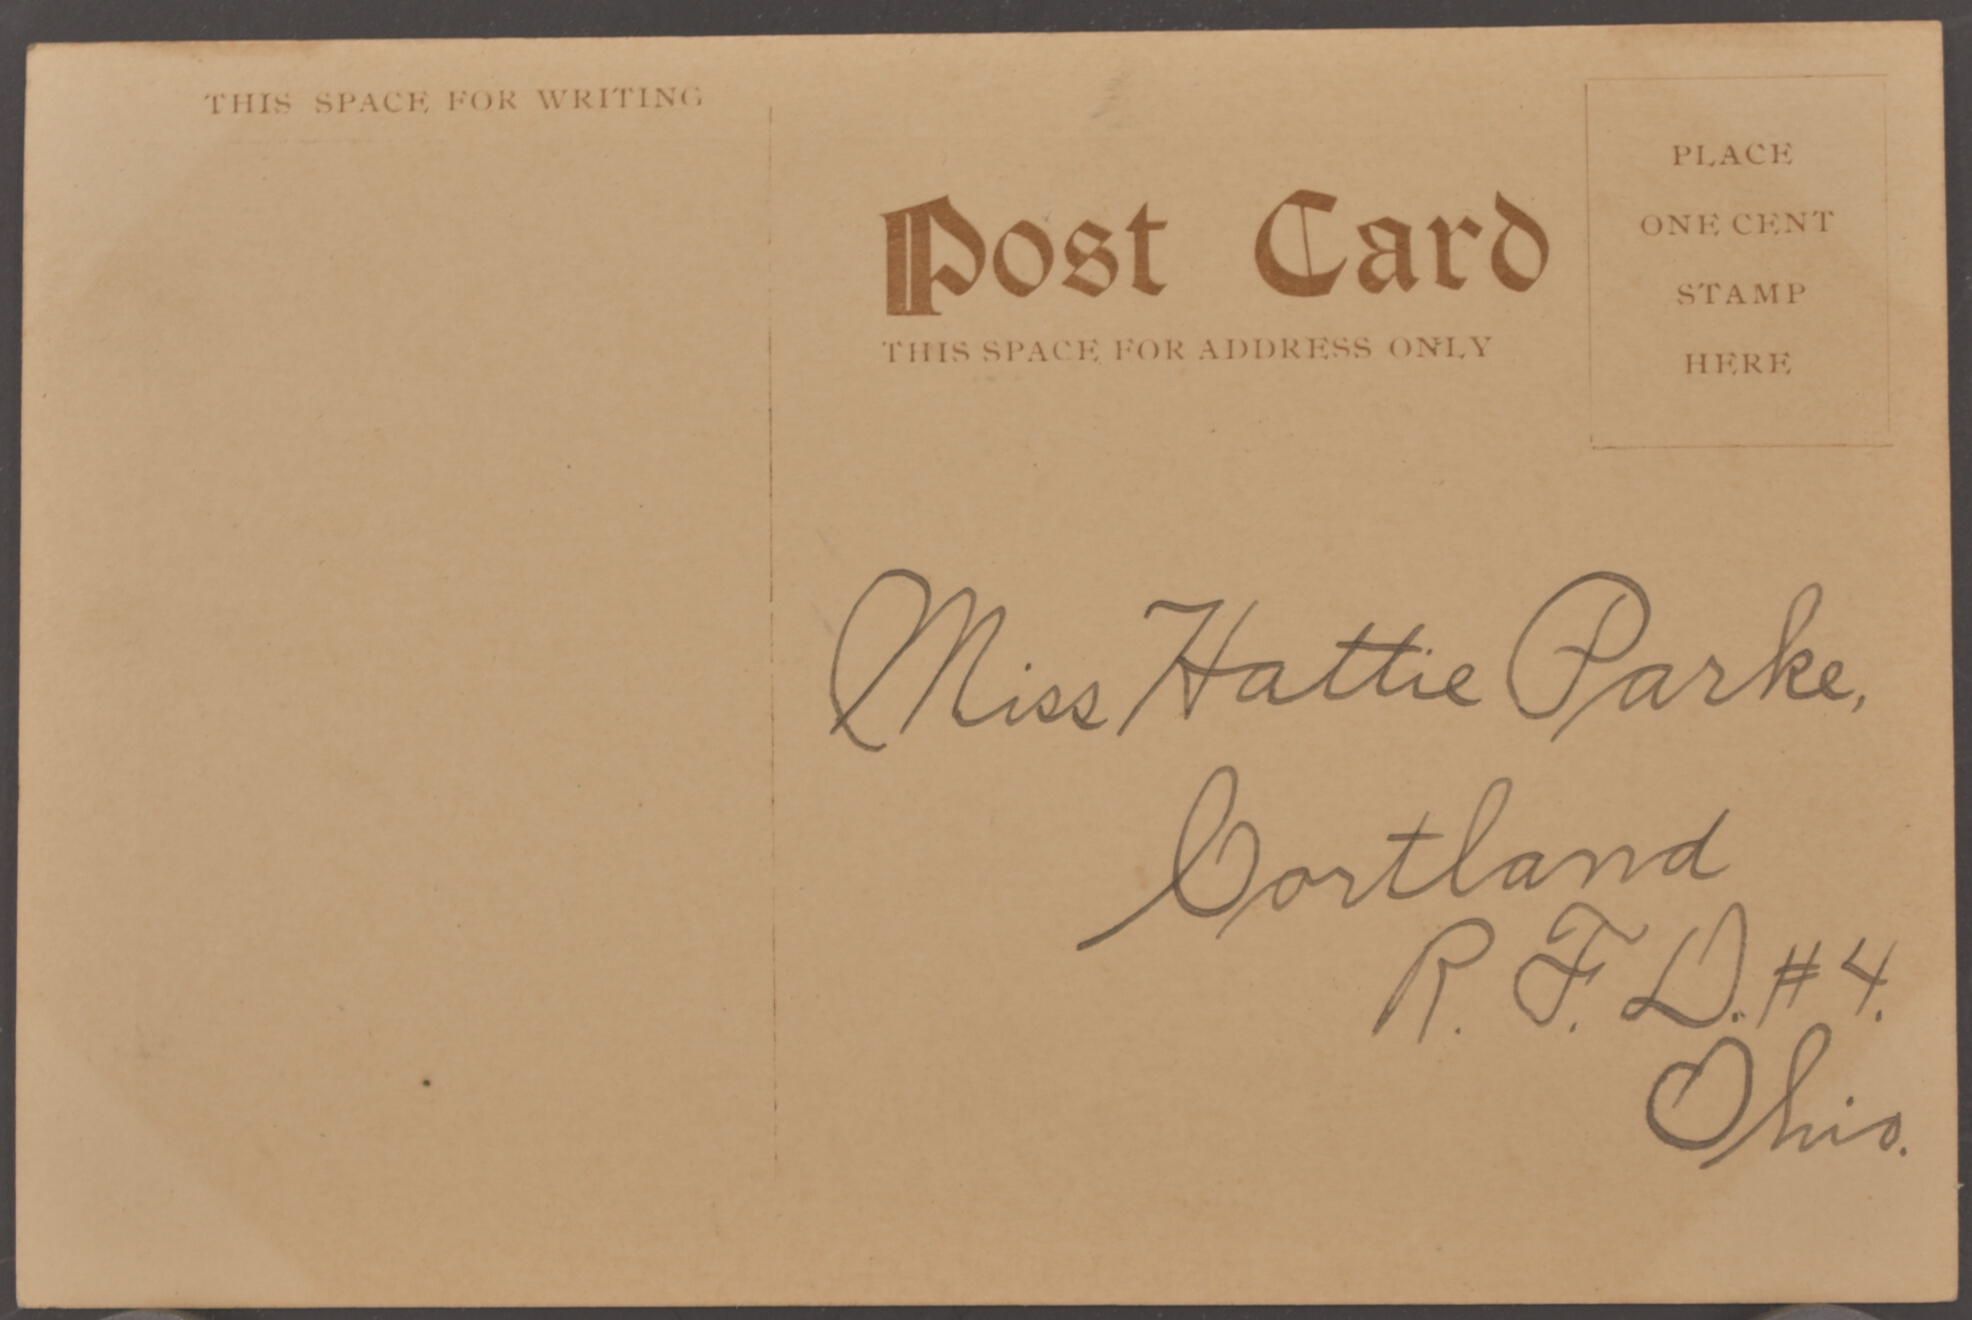 THIS SPACE FOR WRITING
Post Card
THIS SPACE FOR ADDRESS ONLY
PLACE
ONE CENT
STAMP
HERE
Miss Hattie Parke,
Cortland
R. F. D. #4.
Ohio.